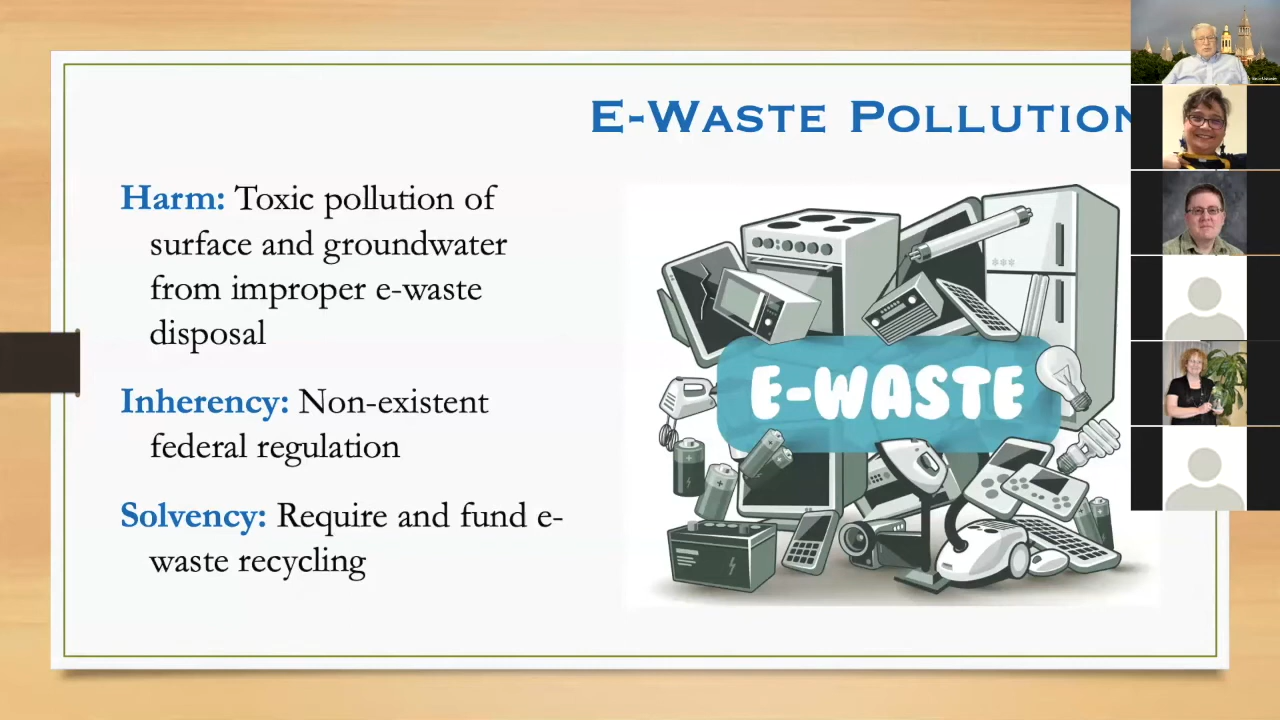 E-Waste Pollution
Harm: Toxic pollution of
surface and groundwater
from improper e-waste
disposal
Inherency: Non-existent
federal regulation
Solvency: Require and fund e-
waste recycling
E-WASTE